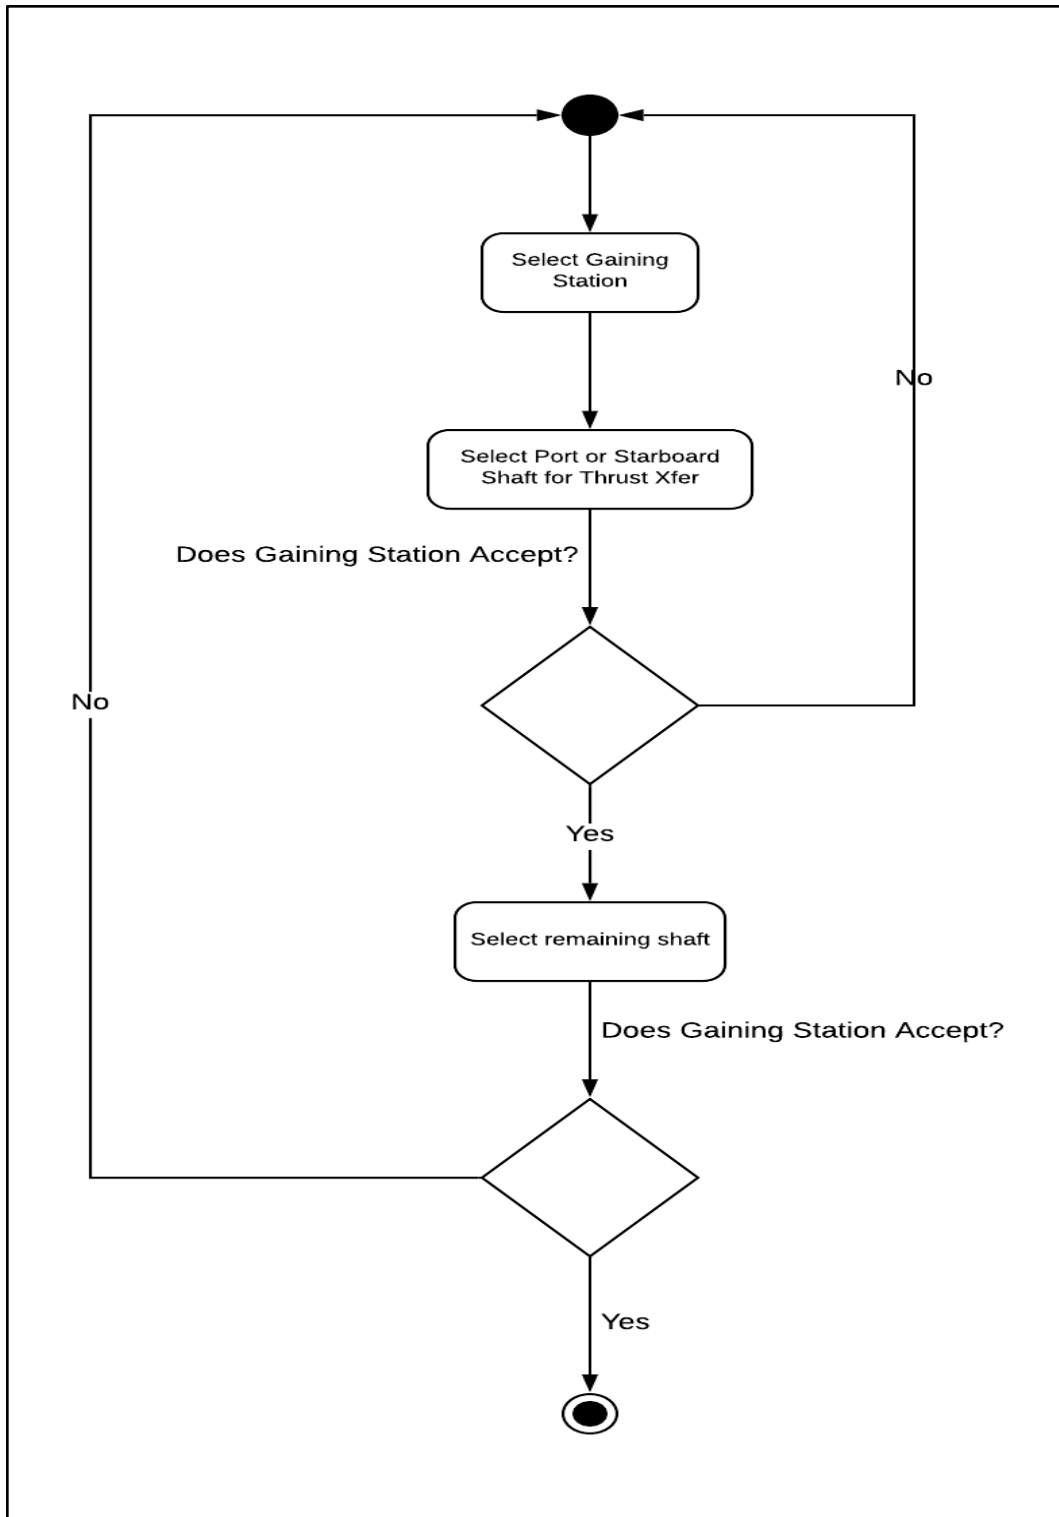 Select Gaining
Station
No
Select Port or Starboard
Shaft for Thrust Xfer
Does Gaining Station Accept?
No
Yes
Select remaining shaft
Does Gaining Station Accept?
Yes